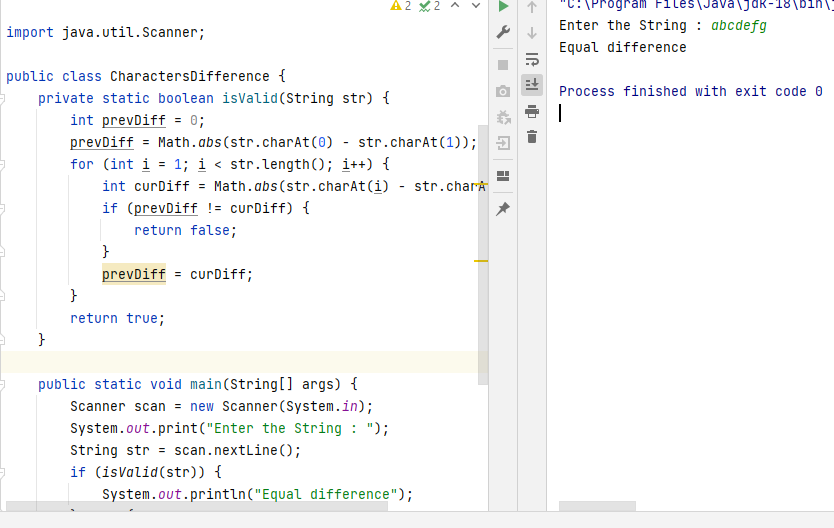 2 2
import java.util.Scanner;
public class CharactersDifference {
private static boolean isValid(String str) {
int prevDiff = 0;
prevDiff = Math.abs(str.charAt(0) - str.charAt(1));
for (int i = 1; i < str.length(); i++) {
int curDiff = Math.abs(str.charAt(i) - str.charA
if (prevDiff != curDiff) {
return false;
}
prevDiff = curDiff;
}
return true;
}
public static void main(String[] args) {
Scanner scan = new Scanner(System.in);
System.out.print("Enter the String : ");
String str = scan.nextLine();
if (isValid(str)) {
System.out.println("Equal difference");
"C:\Program Files\Java\jdk-18\bin\j
Enter the String : abcdefg
Equal difference
Process finished with exit code 0